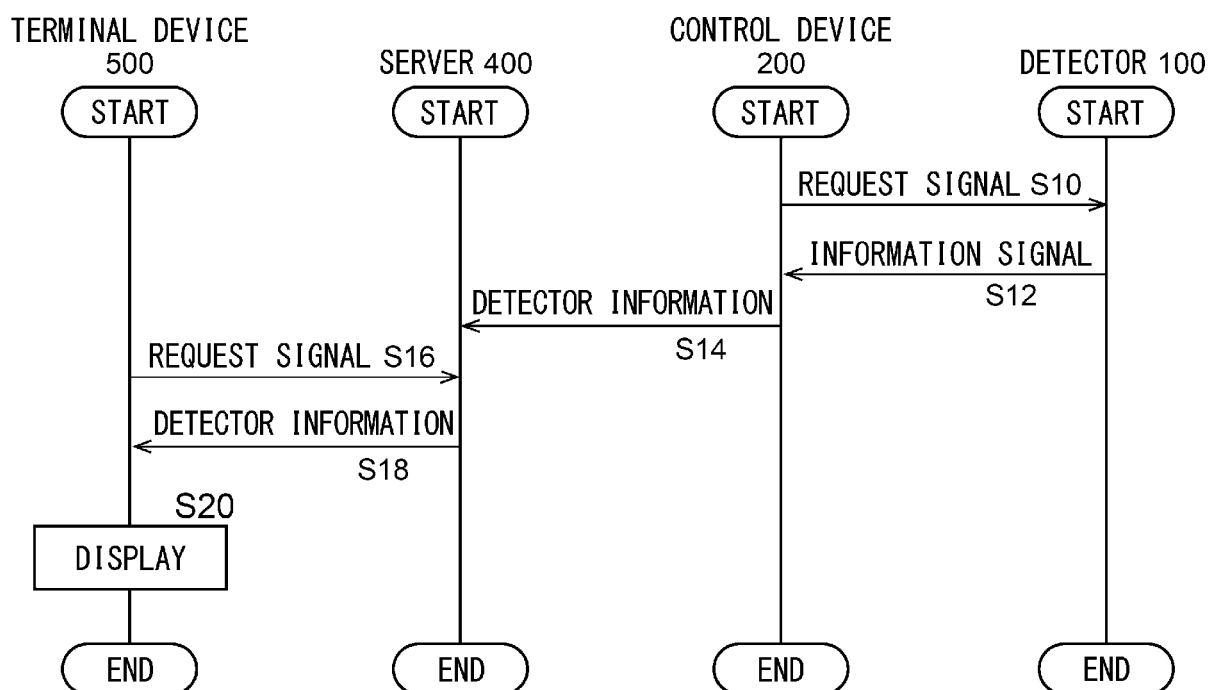 TERMINAL DEVICE
500
SERVER 400
CONTROL DEVICE
200
DETECTOR 100
START
START
START
START
REQUEST SIGNAL S10
INFORMATION SIGNAL
S12
DETECTOR INFORMATION
S14
REQUEST SIGNAL S16
DETECTOR INFORMATION
S18
S20
DISPLAY
END
END
END
END